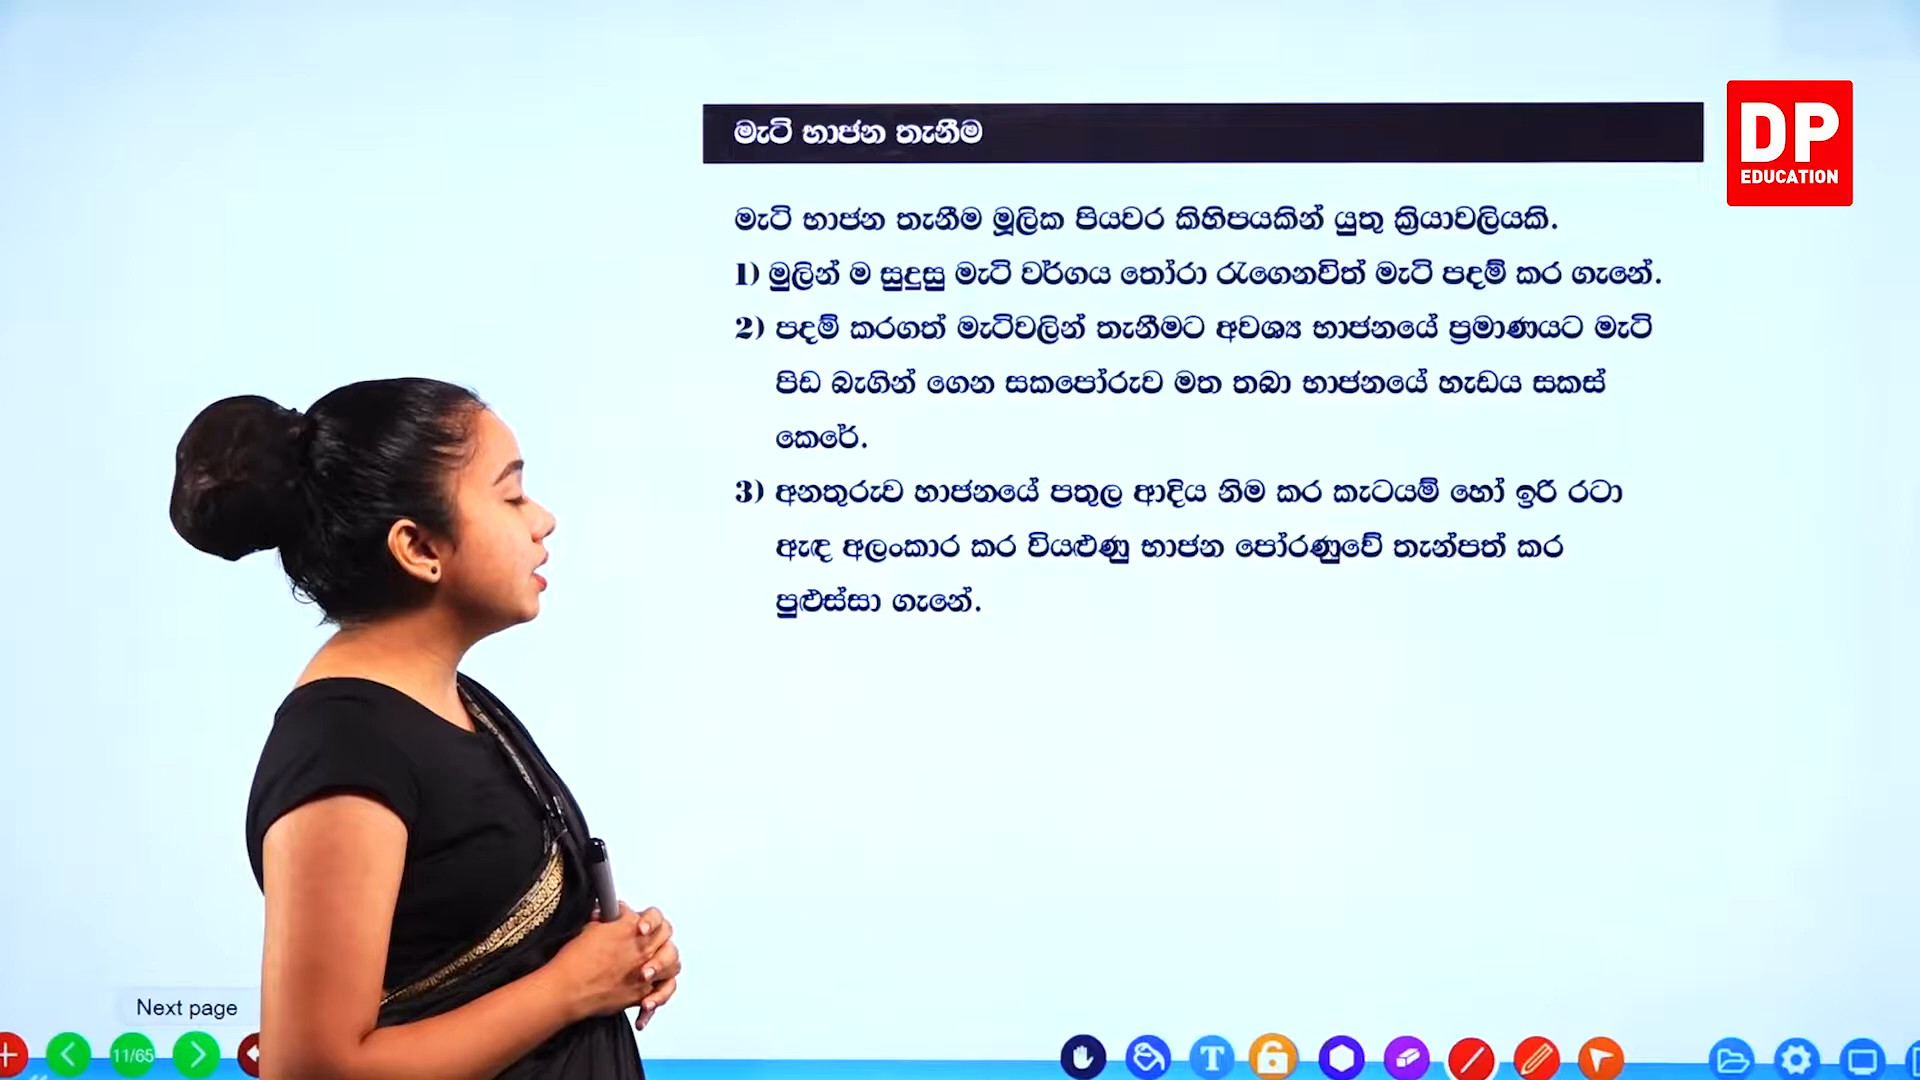 මැටි භාජන තැනීම
DP
EDUCATION
මැටි භාජන තැනීම මූලික පියවර කිහිපයකින් යුතු ක්‍රියාවලියකි.
1) මුලින් ම සුදුසු මැටි වර්ගය තෝරා රැගෙනවිත් මැටි පදම් කර ගැනේ.
2) පදම් කරගත් මැටිවලින් තැනීමට අවශ්‍ය භාජනයේ ප්‍රමාණයට මැටි
පිඩ බැගින් ගෙන සකපෝරුව මත තබා භාජනයේ හැඩය සකස්
කෙරේ.
3) අනතුරුව භාජනයේ පතුල ආදිය නිම කර කැටයම් හෝ ඉරි රටා
ඇඳ අලංකාර කර වියළුණු භාජන පෝරණුවේ තැන්පත් කර
පුළුස්සා ගැනේ.
Next page
11/65
T